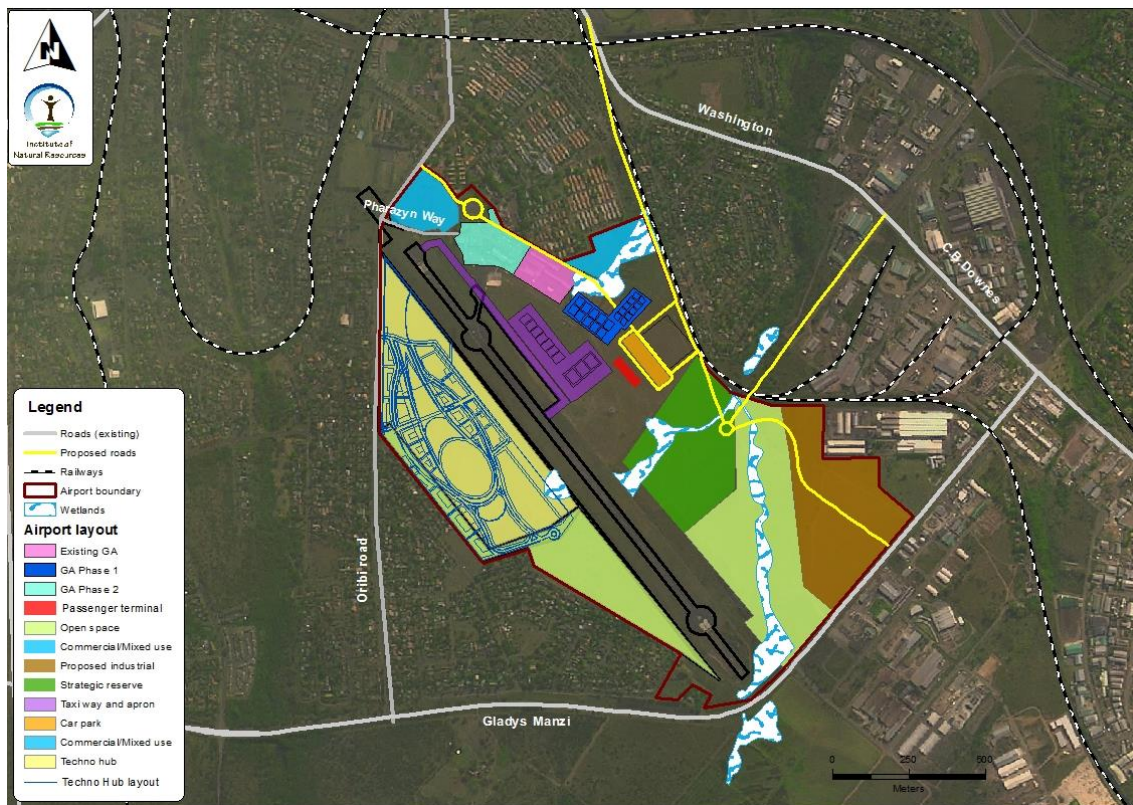 N
Institute of
Natural Resources
Washington
Pharazyn Way
C.B.Downes
Oribi road
Gladys Manzi
0 250 500
Meters
Legend
Roads (existing)
Proposed roads
Railways
Airport boundary
Wetlands
Airport layout
Existing GA
GA Phase 1
GA Phase 2
Passenger terminal
Open space
Commercial/Mixed use
Proposed industrial
Strategic reserve
Taxi way and apron
Car park
Commercial/Mixed use
Techno hub
Techno Hub layout